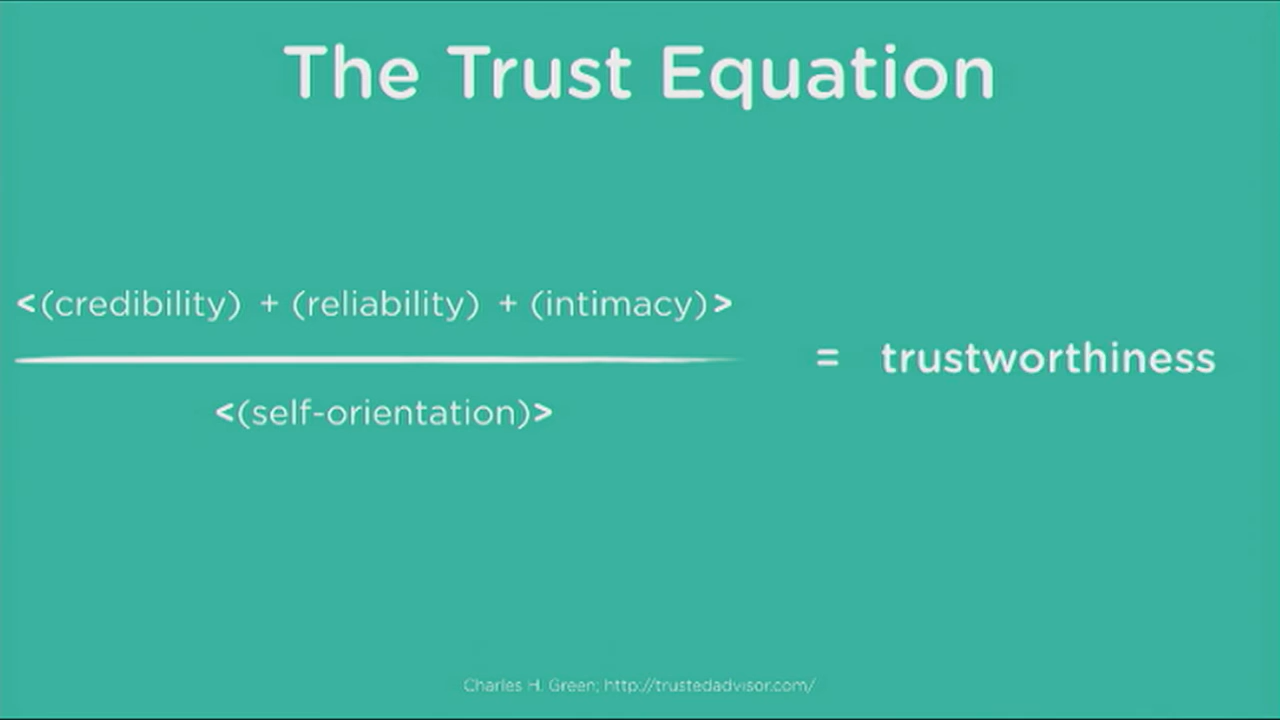 The Trust Equation
<(credibility) + (reliability) + (intimacy)>
= trustworthiness
<(self-orientation)>
Charles H. Green; http://trustedadvisor.com/